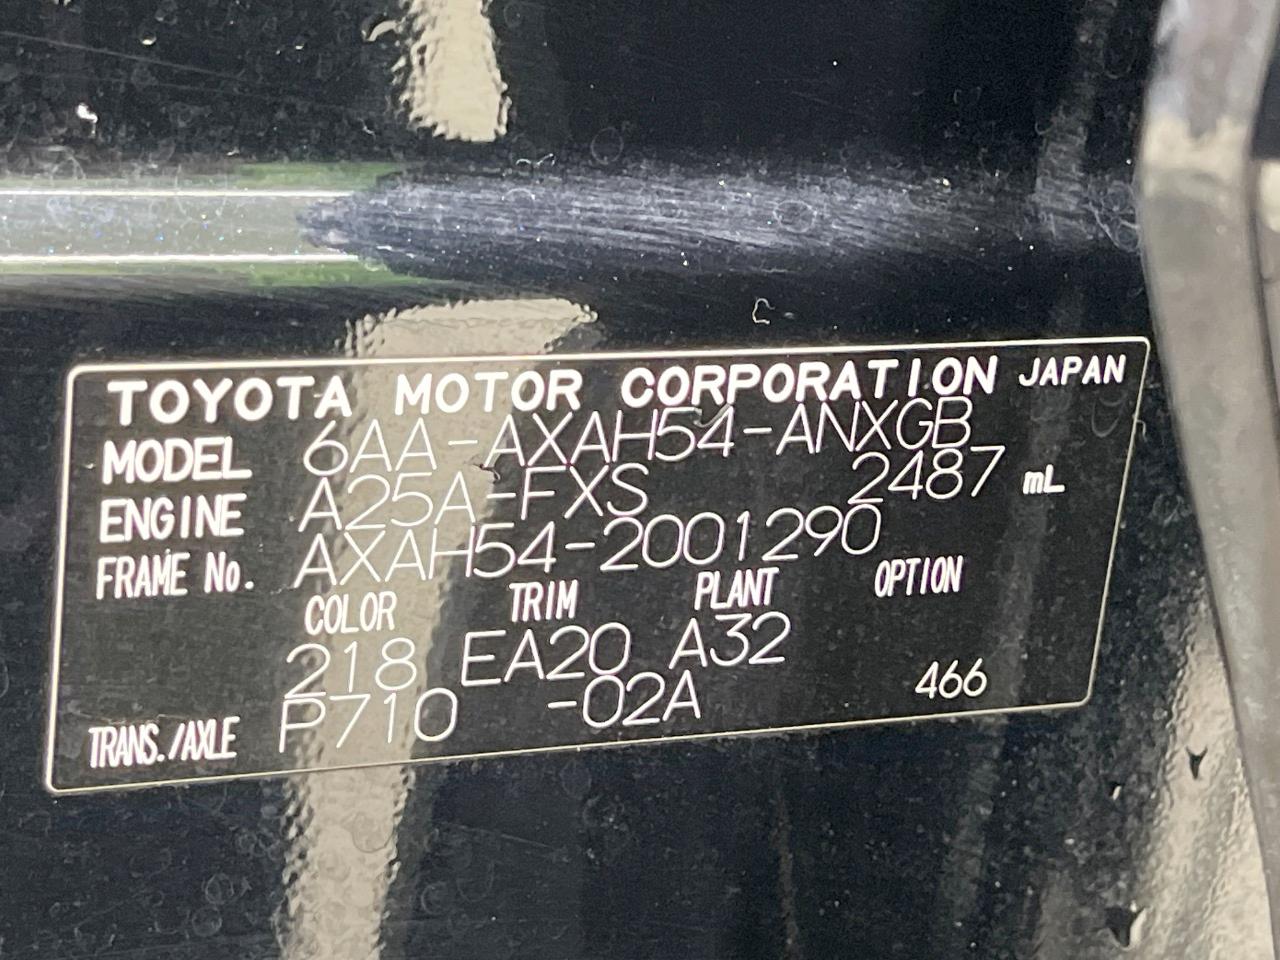 TOYOTA MOTOR CORPORATION JAPAN
MODEL 6AA-AXAH54-ANXGB
ENGINE A25A-FXS 2487 mL
FRAME No. AXAH54-2001290
COLOR TRIM PLANT OPTION
218 EA20 A32
TRANS./AXLE P710 -02A 466